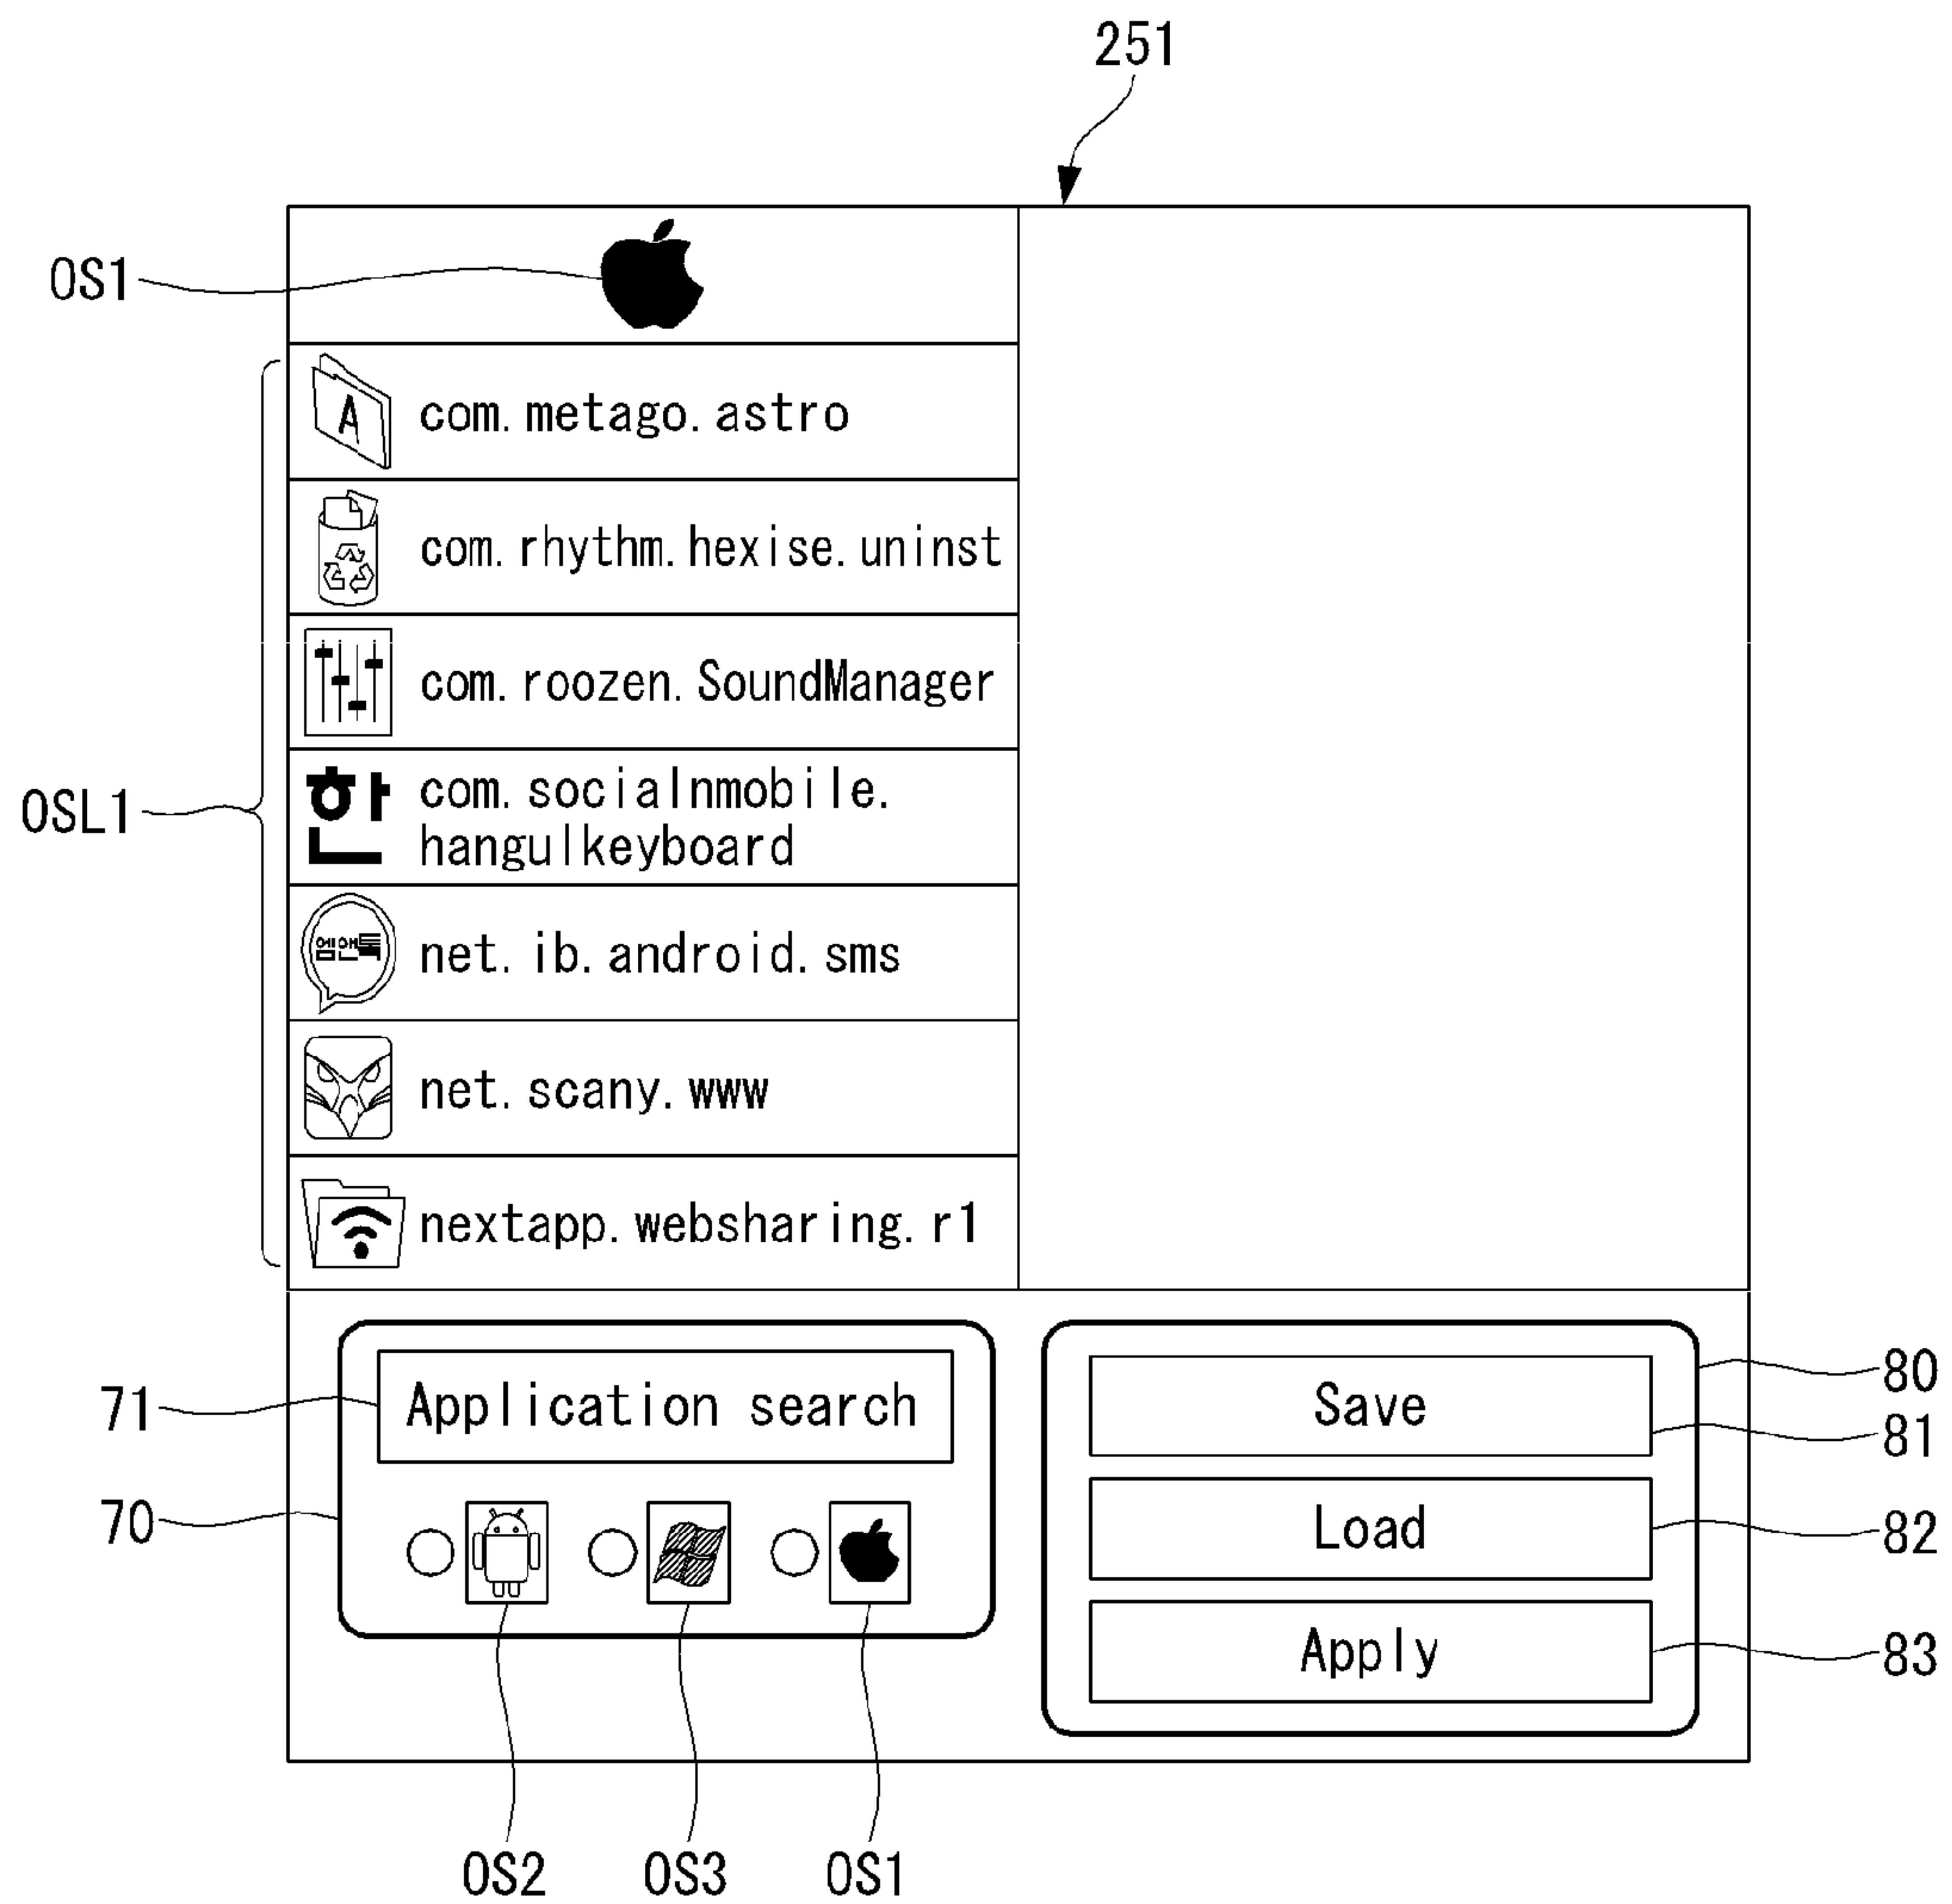 251
OS1
A
com.metago.astro
com.rhythm.hexise.uninst
com.roozen.SoundManager
OSL1
한
com.socialnmobile.
hangulkeyboard
net.ib.android.sms
net.scany.www
nextapp.websharing.r1
71
Application search
70
Save
80
81
Load
82
Apply
83
OS2
OS3
OS1